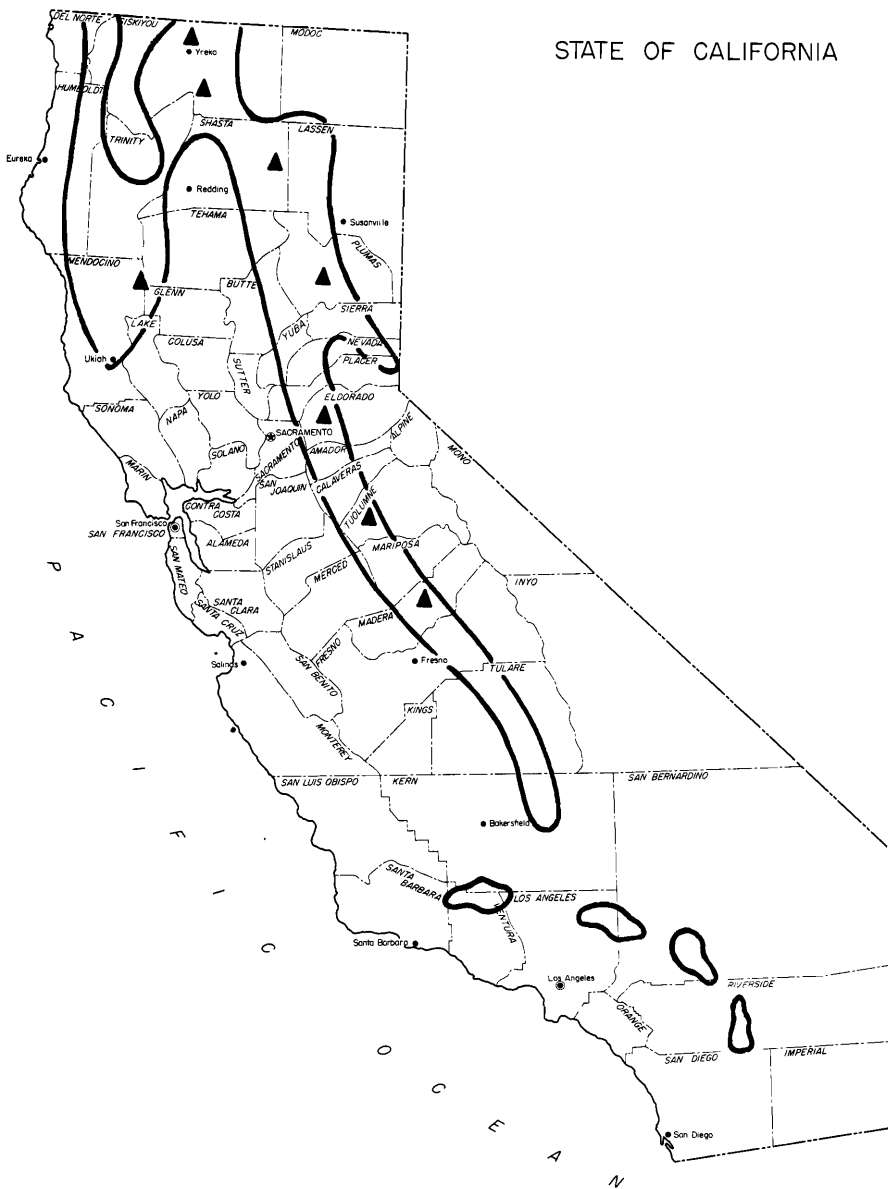 STATE OF CALIFORNIA
DEL NORTE
SISKIYOU
MODOC
Yreka
HUMBOLDT
TRINITY
SHASTA
LASSEN
Eureka
Redding
TEHAMA
Susanville
MENDOCINO
PLUMAS
GLENN
BUTTE
SIERRA
LAKE
COLUSA
YUBA
NEVADA
Ukiah
SUTTER
PLACER
YOLO
ELDORADO
SONOMA
NAPA
SACRAMENTO
SOLANO
SACRAMENTO
AMADOR
ALPINE
MONO
MARIN
SAN
JOAQUIN
CALAVERAS
CONTRA
COSTA
TUOLUMNE
San Francisco
SAN FRANCISCO
ALAMEDA
STANISLAUS
MARIPOSA
SAN MATEO
MERCED
INYO
SANTA
CLARA
SANTA CRUZ
MADERA
FRESNO
Salinas
SAN BENITO
Fresno
TULARE
KINGS
MONTEREY
SAN LUIS OBISPO
KERN
SAN BERNARDINO
Bakersfield
SANTA
BARBARA
LOS ANGELES
VENTURA
Santa Barbara
Los Angeles
RIVERSIDE
ORANGE
SAN DIEGO
IMPERIAL
San Diego
PACIFIC OCEAN